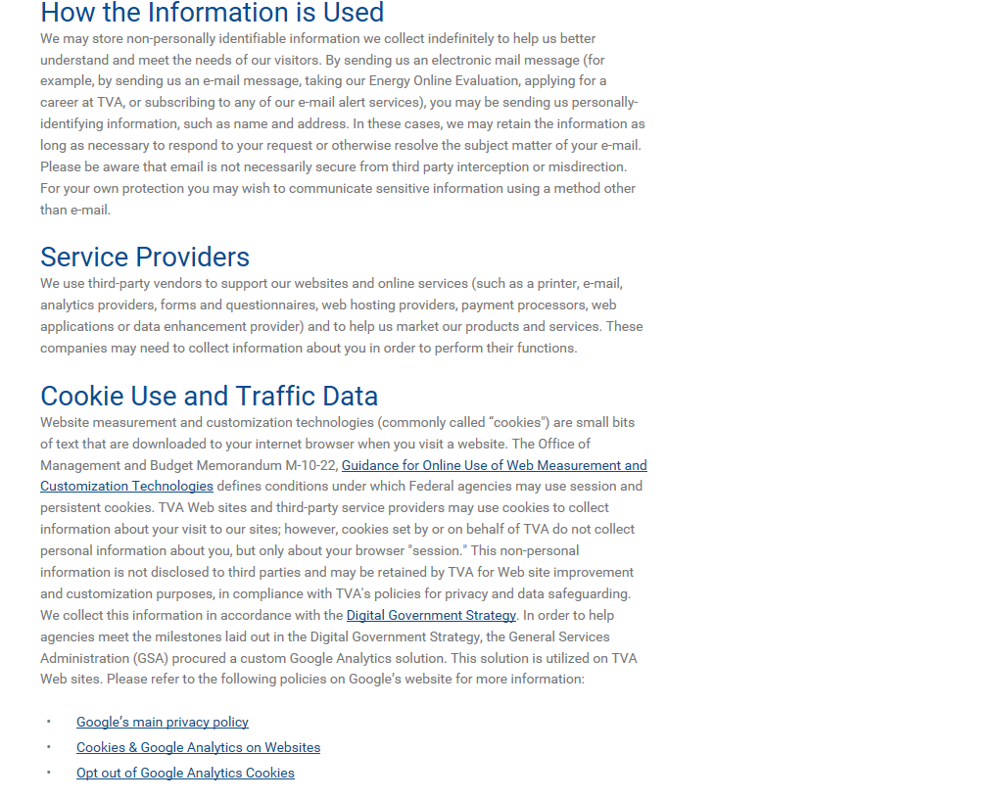 How the Information is Used
We may store non-personally identifiable information we collect indefinitely to help us better
understand and meet the needs of our visitors. By sending us an electronic mail message (for
example, by sending us an e-mail message, taking our Energy Online Evaluation, applying for a
career at TVA, or subscribing to any of our e-mail alert services), you may be sending us personally-
identifying information, such as name and address. In these cases, we may retain the information as
long as necessary to respond to your request or otherwise resolve the subject matter of your e-mail.
Please be aware that email is not necessarily secure from third party interception or misdirection.
For your own protection you may wish to communicate sensitive information using a method other
than e-mail.
Service Providers
We use third-party vendors to support our websites and online services (such as a printer, e-mail,
analytics providers, forms and questionnaires, web hosting providers, payment processors, web
applications or data enhancement provider) and to help us market our products and services. These
companies may need to collect information about you in order to perform their functions.
Cookie Use and Traffic Data
Website measurement and customization technologies (commonly called “cookies") are small bits
of text that are downloaded to your internet browser when you visit a website. The Office of
Management and Budget Memorandum M-10-22, Guidance for Online Use of Web Measurement and
Customization Technologies defines conditions under which Federal agencies may use session and
persistent cookies. TVA Web sites and third-party service providers may use cookies to collect
information about your visit to our sites; however, cookies set by or on behalf of TVA do not collect
personal information about you, but only about your browser "session." This non-personal
information is not disclosed to third parties and may be retained by TVA for Web site improvement
and customization purposes, in compliance with TVA's policies for privacy and data safeguarding.
We collect this information in accordance with the Digital Government Strategy. In order to help
agencies meet the milestones laid out in the Digital Government Strategy, the General Services
Administration (GSA) procured a custom Google Analytics solution. This solution is utilized on TVA
Web sites. Please refer to the following policies on Google’s website for more information:
• Google’s main privacy policy
• Cookies & Google Analytics on Websites
• Opt out of Google Analytics Cookies